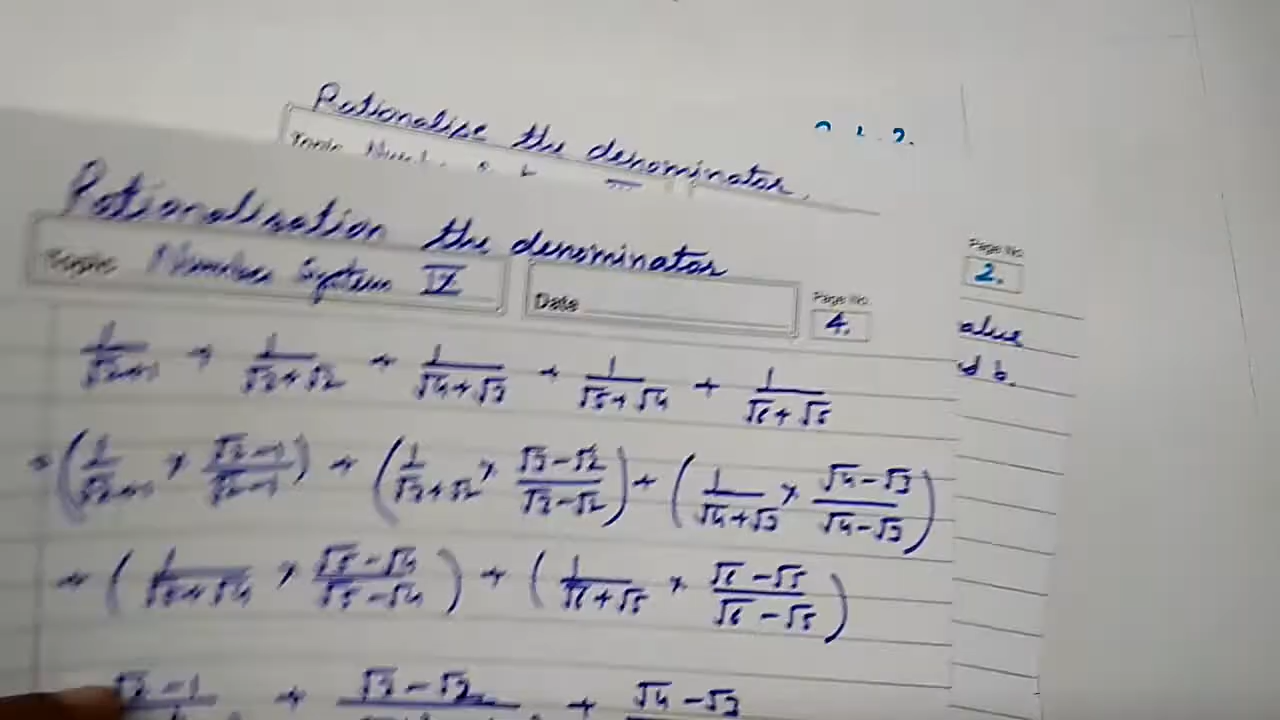 Rationalise the denominator.
Topic
Rationalisation the denominator
Topic Number System IX Date Page No. 4.
Page No. 2.
alue
d b.
1/(√2+1) + 1/(√3+√2) + 1/(√4+√3) + 1/(√5+√4) + 1/(√6+√5)
= (1/(√2+1) × (√2-1)/(√2-1)) + (1/(√3+√2) × (√3-√2)/(√3-√2)) + (1/(√4+√3) × (√4-√3)/(√4-√3))
+ (1/(√5+√4) × (√5-√4)/(√5-√4)) + (1/(√6+√5) × (√6-√5)/(√6-√5))
√2-1 + √3-√2 + √4-√3